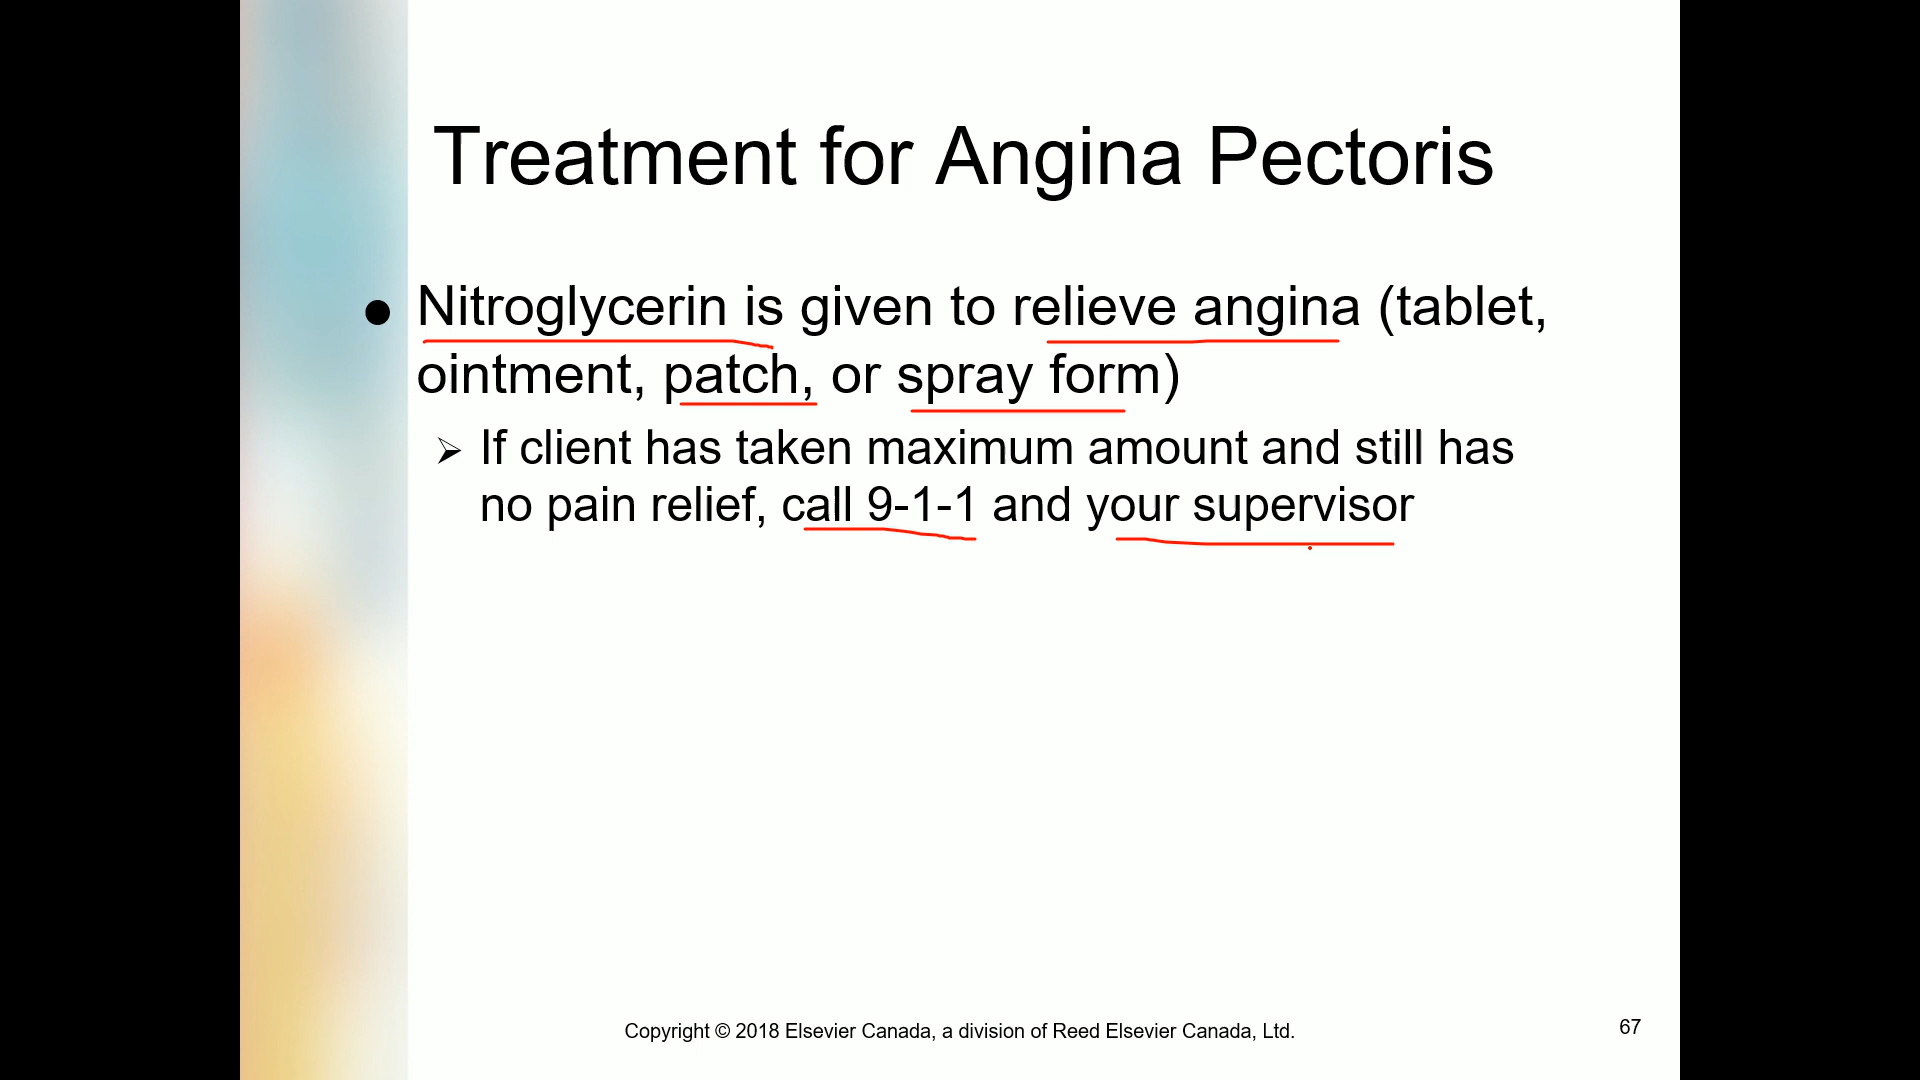 Treatment for Angina Pectoris
● Nitroglycerin is given to relieve angina (tablet,
ointment, patch, or spray form)
➢ If client has taken maximum amount and still has
no pain relief, call 9-1-1 and your supervisor
Copyright © 2018 Elsevier Canada, a division of Reed Elsevier Canada, Ltd.
67